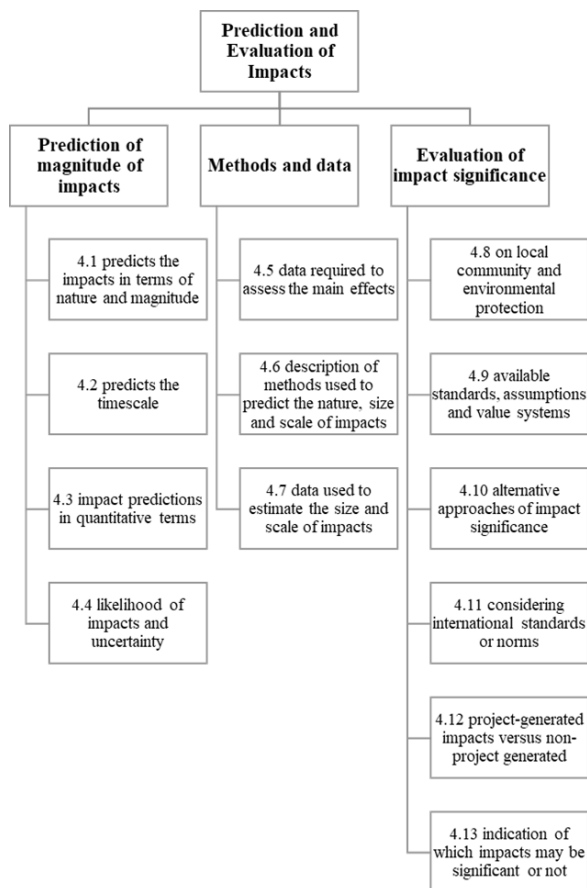 Prediction and
Evaluation of
Impacts
Prediction of
magnitude of
impacts
4.1 predicts the
impacts in terms of
nature and magnitude
4.2 predicts the
timescale
4.3 impact predictions
in quantitative terms
4.4 likelihood of
impacts and
uncertainty
Methods and data
4.5 data required to
assess the main effects
4.6 description of
methods used to
predict the nature, size
and scale of impacts
4.7 data used to
estimate the size and
scale of impacts
Evaluation of
impact significance
4.8 on local
community and
environmental
protection
4.9 available
standards, assumptions
and value systems
4.10 alternative
approaches of impact
significance
4.11 considering
international standards
or norms
4.12 project-generated
impacts versus non-
project generated
4.13 indication of
which impacts may be
significant or not